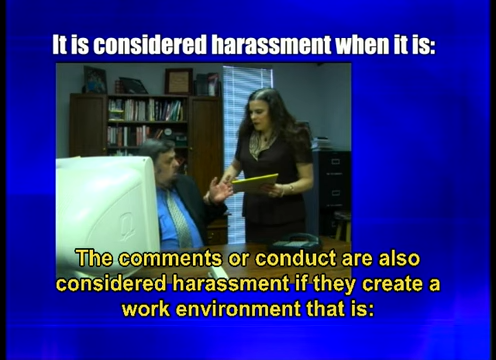 It is considered harassment when it is:
The comments or conduct are also
considered harassment if they create a
work environment that is: